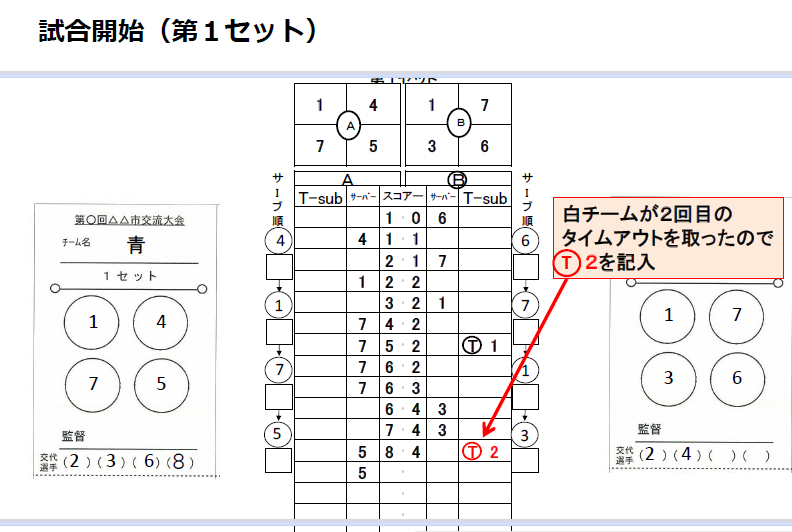 試合開始（第１セット）
第１セット
1 4 1 7
A B
7 5 3 6
サーブ順
A B
サーブ順
T-sub サーバー スコアー サーバー T-sub
1 0 6
4 1 1
2 1 7
1 2 2
3 2 1
7 4 2
7 5 2 T 1
7 6 2
7 6 3
6 4 3
7 4 3
5 8 4 T 2
5
4
1
7
5
6
7
1
3
第〇回△△市交流大会
チーム名 青
１セット
1 4
7 5
監督
交代選手 (2) (3) (6) (8)
白チームが2回目の
タイムアウトを取ったので
T 2を記入
1 7
3 6
監督
交代選手 (2) (4) ( ) ( )